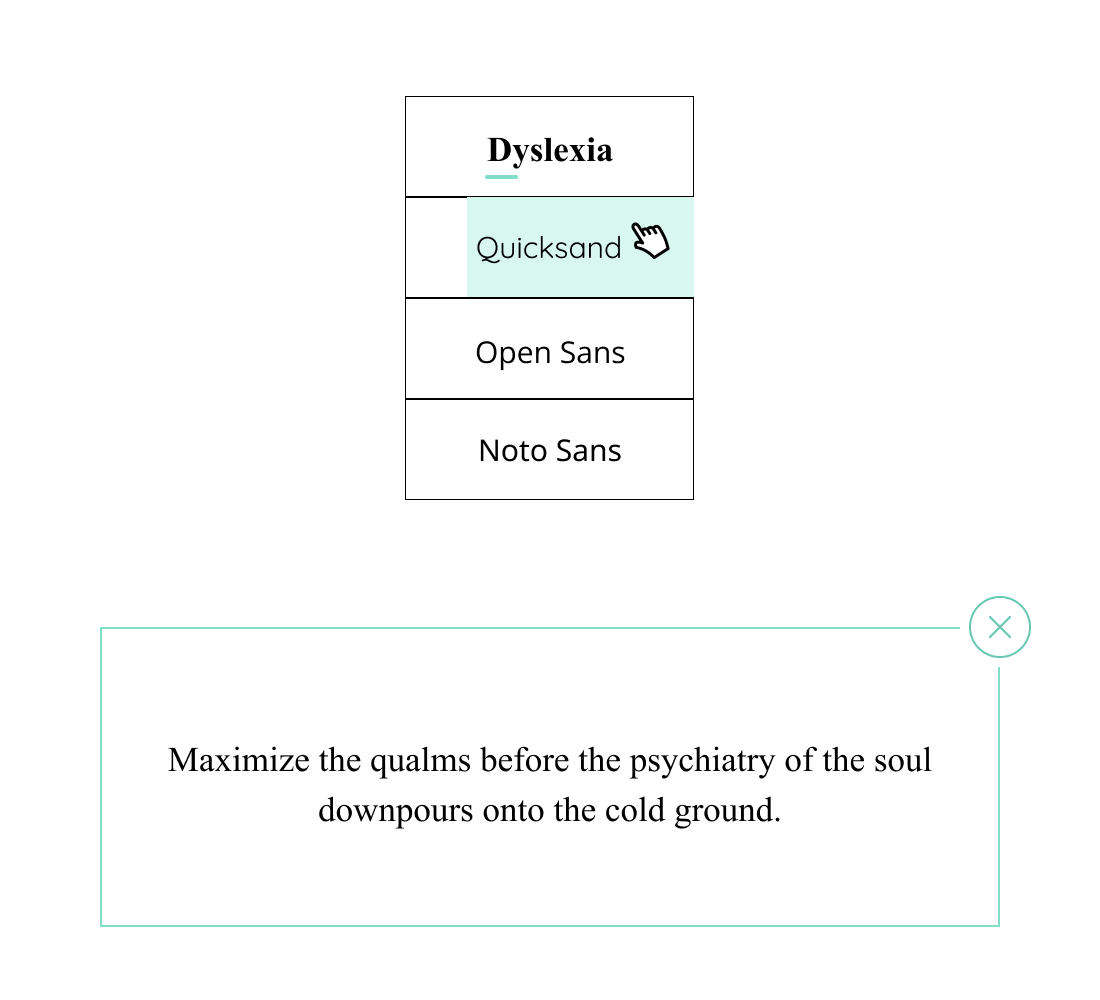 Dyslexia
Quicksand
Open Sans
Noto Sans
Maximize the qualms before the psychiatry of the soul
downpours onto the cold ground.